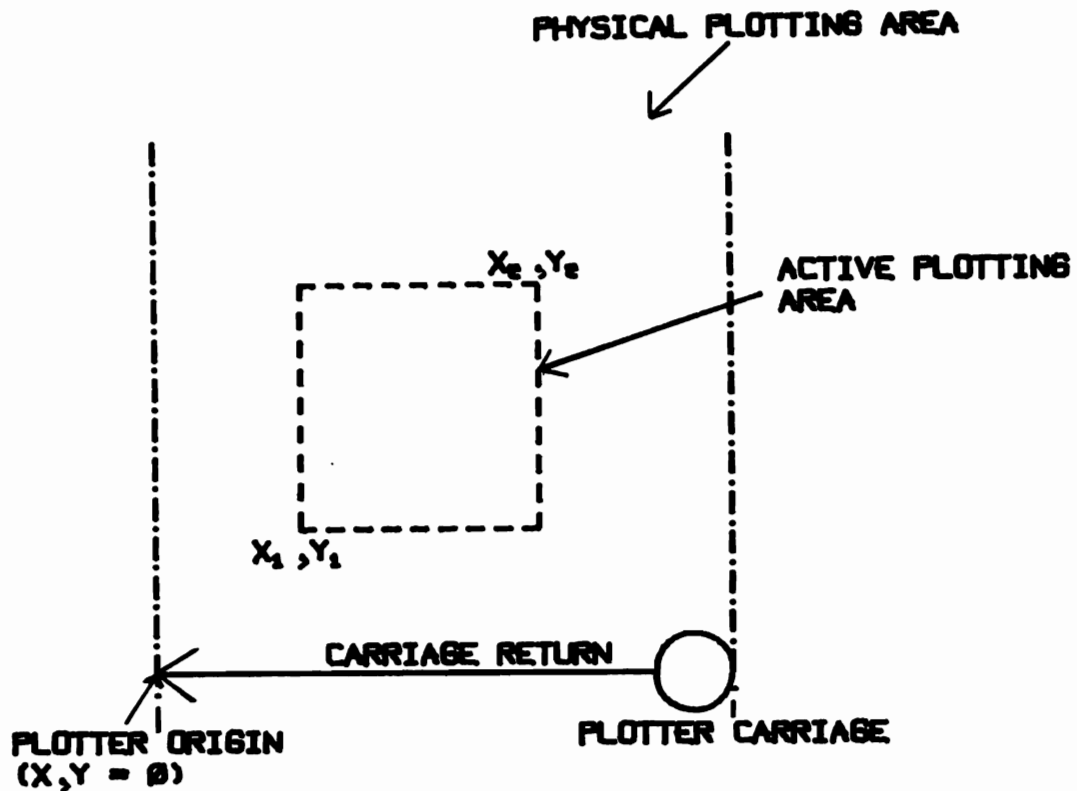 PHYSICAL PLOTTING AREA
X₂,Y₂
ACTIVE PLOTTING
AREA
X₁,Y₁
CARRIAGE RETURN
PLOTTER ORIGIN
(X,Y = Ø)
PLOTTER CARRIAGE